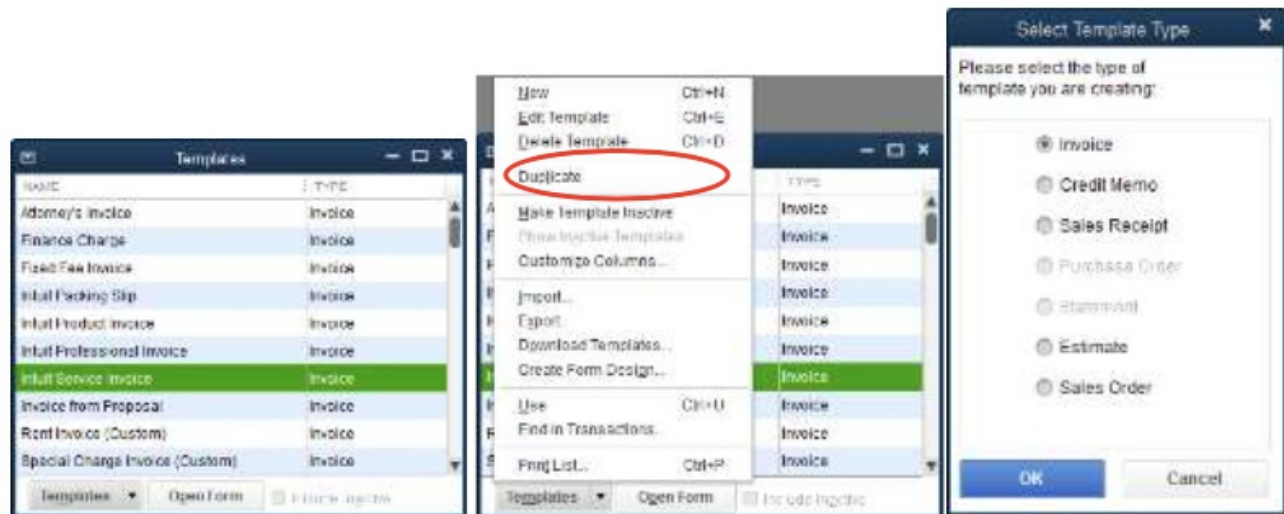 Templates
NAME TYPE
Attorney's Invoice Invoice
Finance Charge Invoice
Fixed Fee Invoice Invoice
Intuit Packing Slip Invoice
Intuit Product Invoice Invoice
Intuit Professional Invoice Invoice
Intuit Service Invoice Invoice
Invoice from Proposal Invoice
Rent Invoice (Custom) Invoice
Special Charge Invoice (Custom) Invoice
Templates Open Form Include inactive
New Ctrl+N
Edit Template Ctrl+E
Delete Template Ctrl+D
Duplicate
Make Template Inactive
Show Inactive Templates
Customize Columns...
Import...
Export
Download Templates...
Create Form Design...
Use Ctrl+U
Find in Transactions.
Print List... Ctrl+P
TYPE
Invoice
Invoice
Invoice
Invoice
Invoice
Invoice
Invoice
Invoice
Invoice
Invoice
Templates Open Form Include inactive
Select Template Type
Please select the type of
template you are creating:
Invoice
Credit Memo
Sales Receipt
Purchase Order
Statement
Estimate
Sales Order
OK Cancel